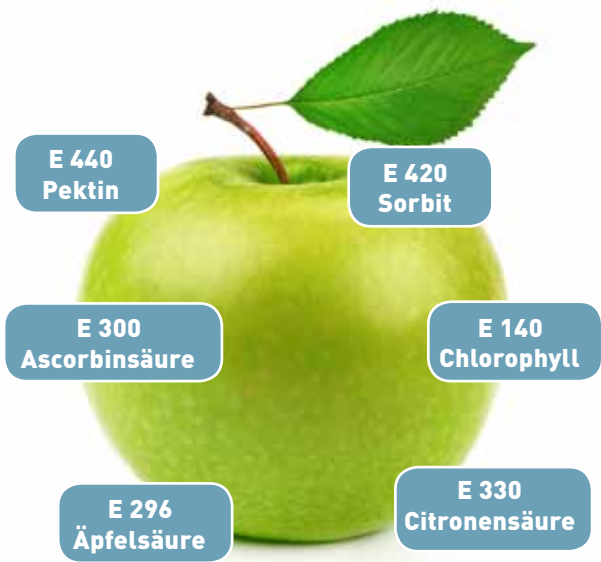 E 440
Pektin
E 420
Sorbit
E 300
Ascorbinsäure
E 140
Chlorophyll
E 296
Äpfelsäure
E 330
Citronensäure